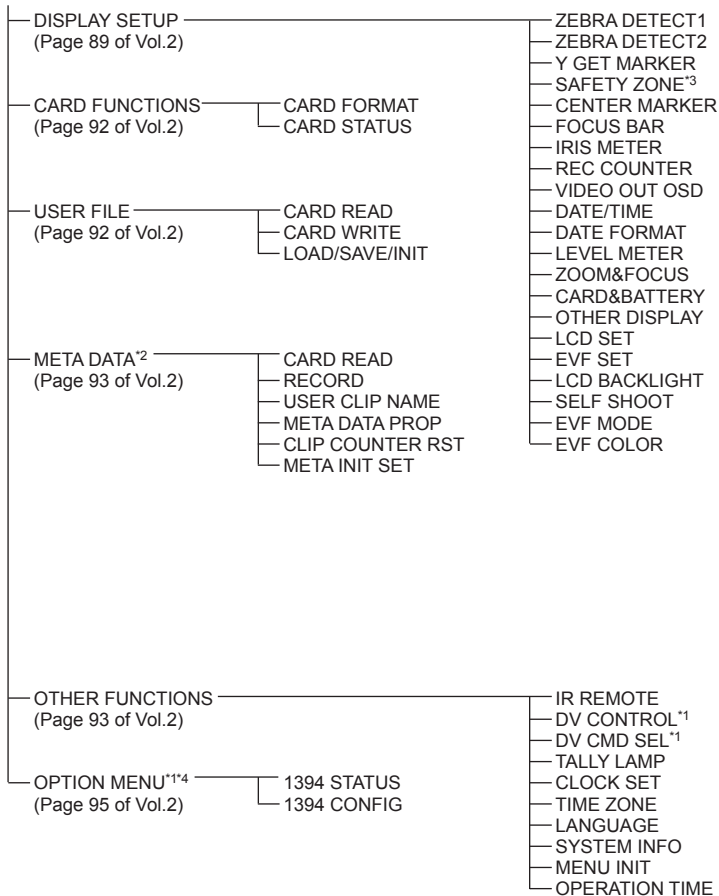 DISPLAY SETUP
(Page 89 of Vol.2)
ZEBRA DETECT1
ZEBRA DETECT2
Y GET MARKER
SAFETY ZONE*3
CENTER MARKER
FOCUS BAR
IRIS METER
REC COUNTER
VIDEO OUT OSD
DATE/TIME
DATE FORMAT
LEVEL METER
ZOOM&FOCUS
CARD&BATTERY
OTHER DISPLAY
LCD SET
EVF SET
LCD BACKLIGHT
SELF SHOOT
EVF MODE
EVF COLOR
CARD FUNCTIONS
(Page 92 of Vol.2)
CARD FORMAT
CARD STATUS
USER FILE
(Page 92 of Vol.2)
CARD READ
CARD WRITE
LOAD/SAVE/INIT
META DATA*2
(Page 93 of Vol.2)
CARD READ
RECORD
USER CLIP NAME
META DATA PROP
CLIP COUNTER RST
META INIT SET
OTHER FUNCTIONS
(Page 93 of Vol.2)
IR REMOTE
DV CONTROL*1
DV CMD SEL*1
TALLY LAMP
CLOCK SET
TIME ZONE
LANGUAGE
SYSTEM INFO
MENU INIT
OPERATION TIME
OPTION MENU*1*4
(Page 95 of Vol.2)
1394 STATUS
1394 CONFIG